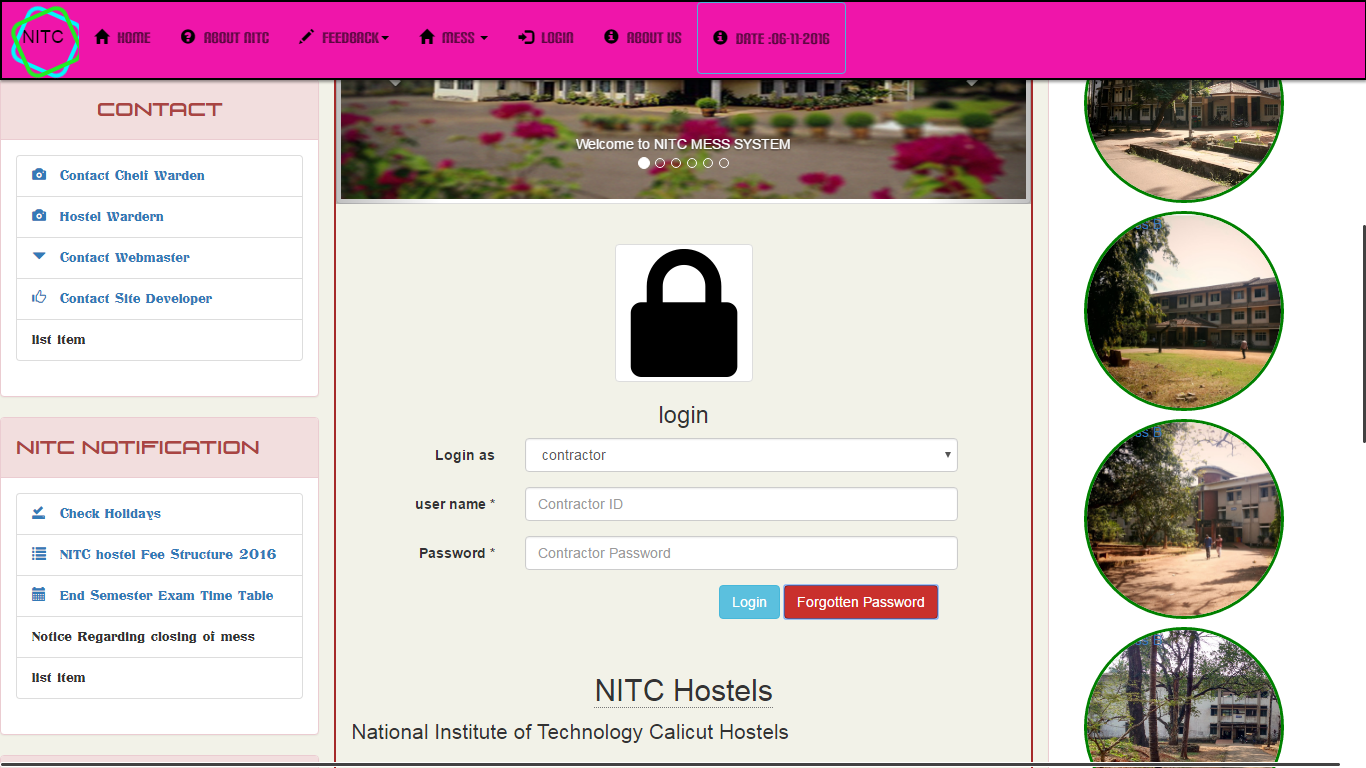 NITC
HOME
ABOUT NITC
FEEDBACK
MESS
LOGIN
ABOUT US
DATE :06-11-2016
CONTACT
Contact Cheif Warden
Hostel Wardern
Contact Webmaster
Contact Site Developer
list item
NITC NOTIFICATION
Check Holidays
NITC hostel Fee Structure 2016
End Semester Exam Time Table
Notice Regarding closing of mess
list item
Welcome to NITC MESS SYSTEM
login
Login as
contractor
user name *
Contractor ID
Password *
Contractor Password
Login
Forgotten Password
NITC Hostels
National Institute of Technology Calicut Hostels